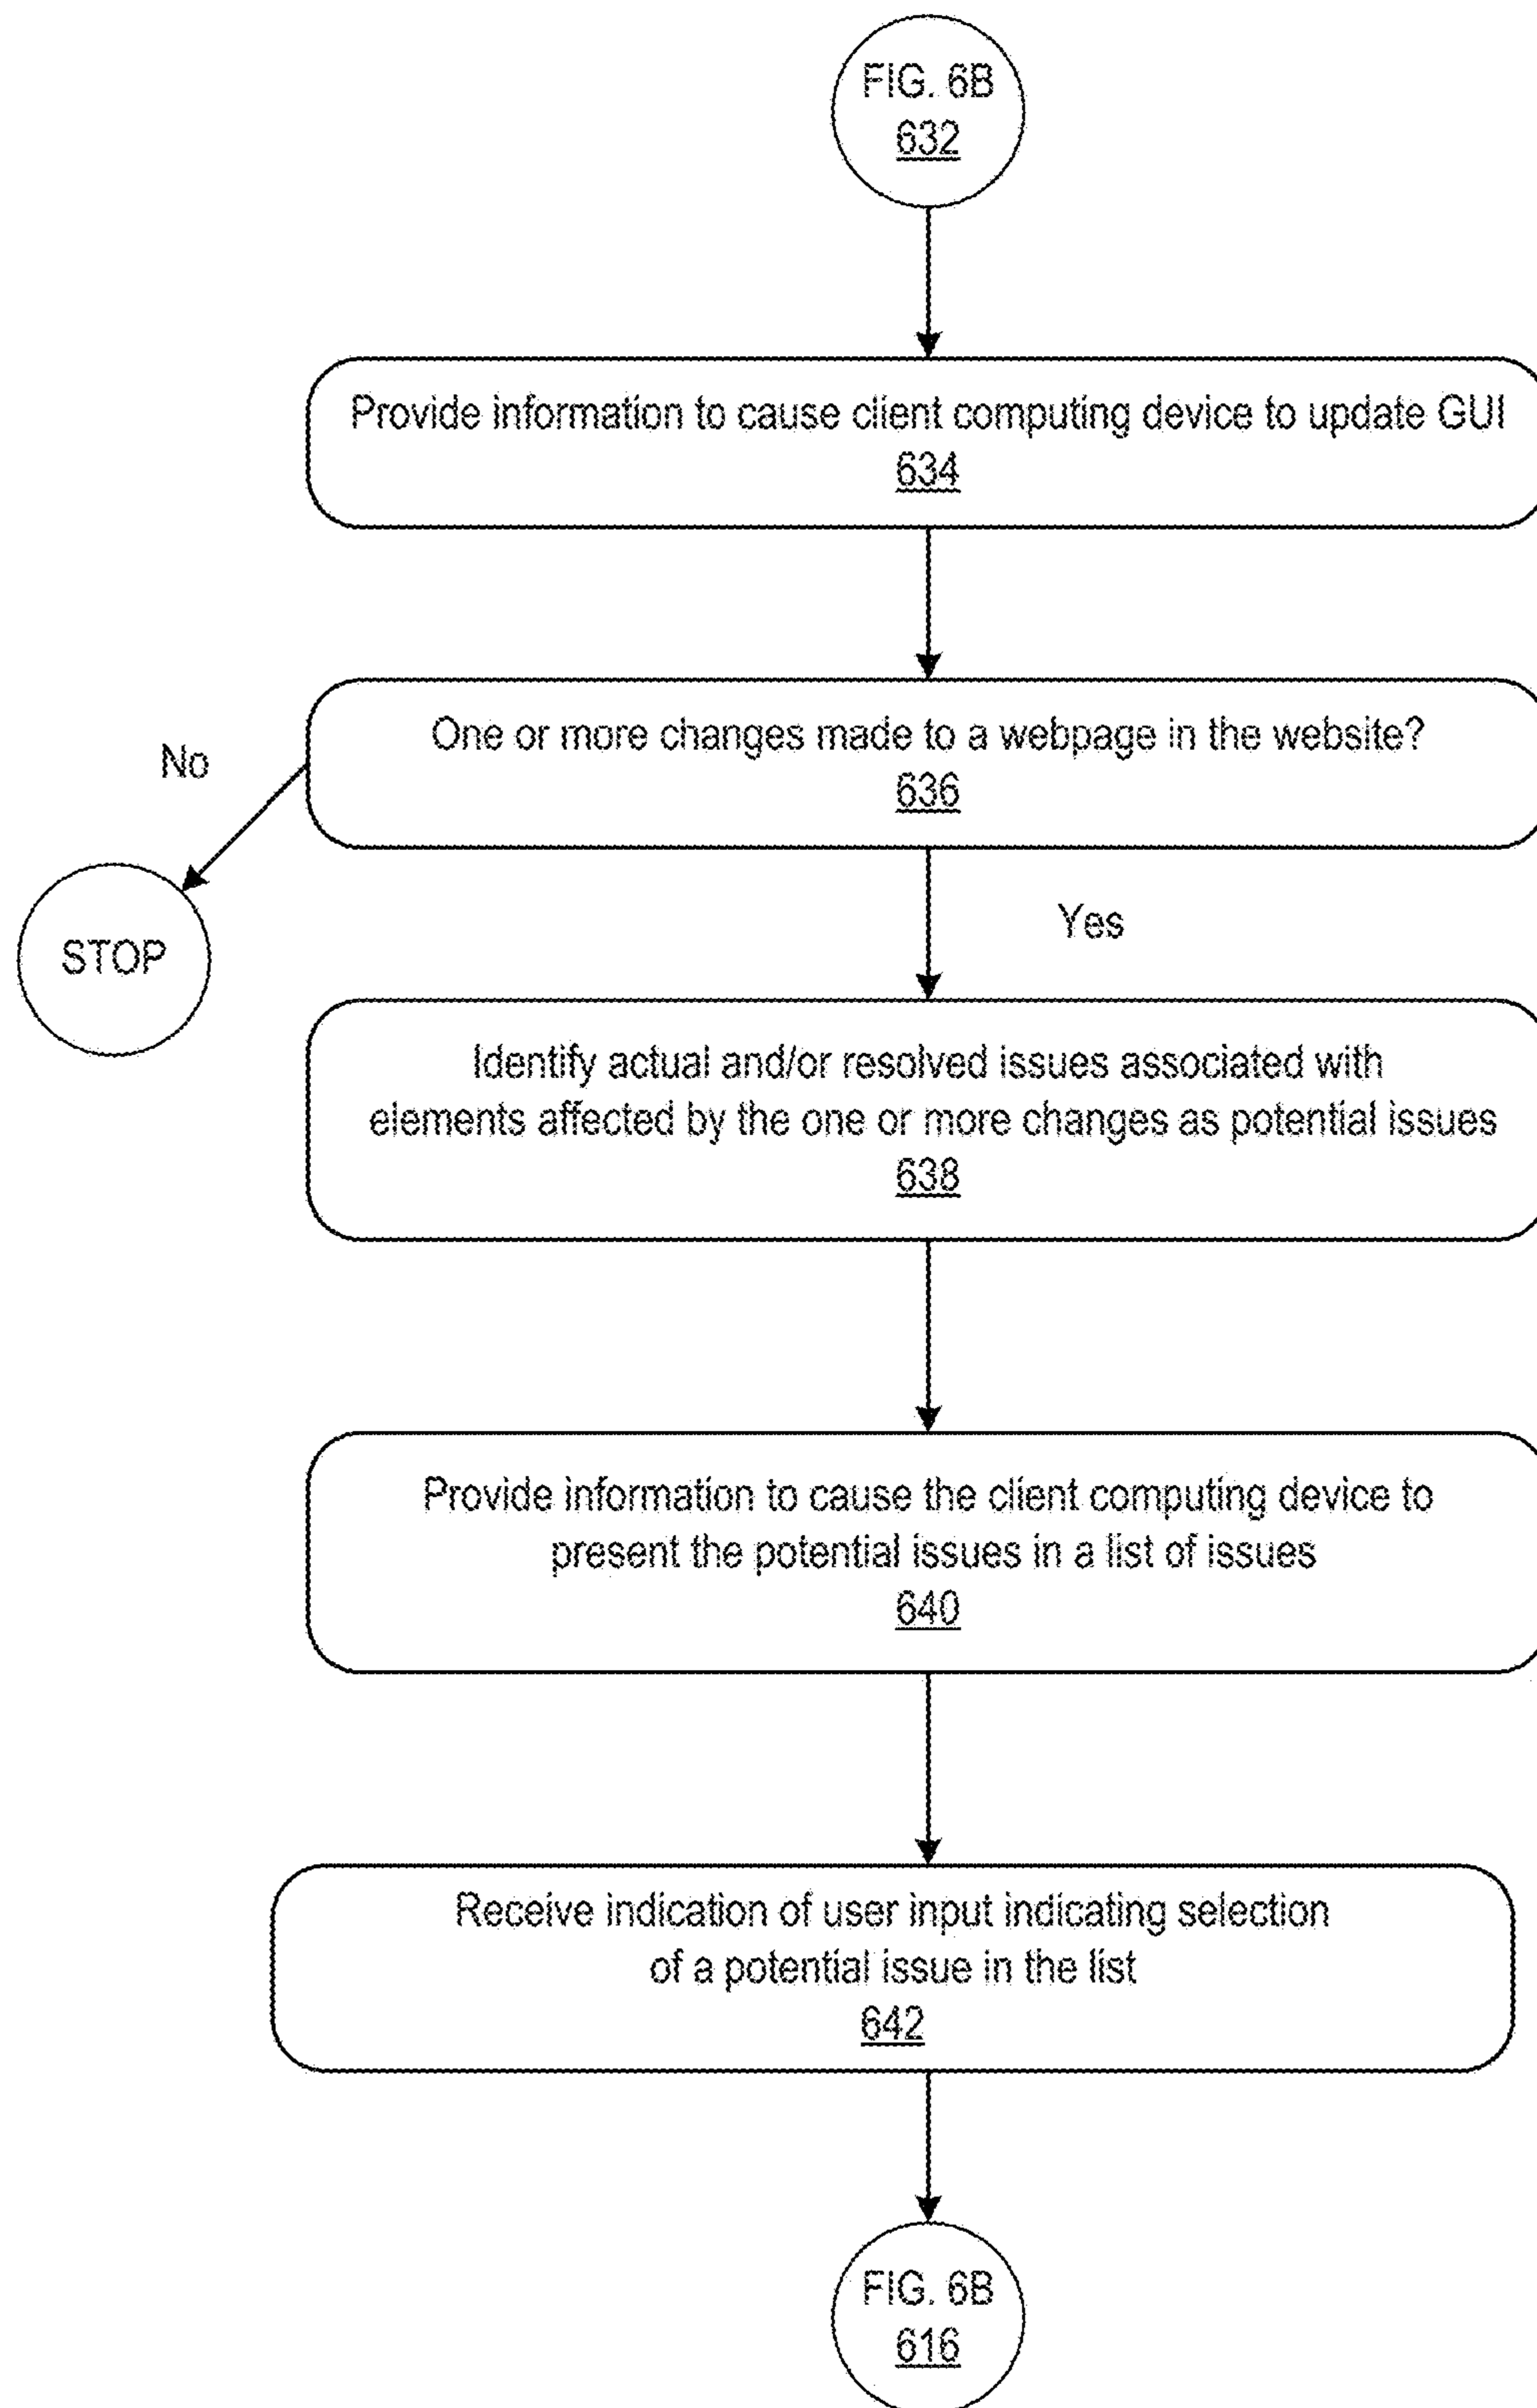 FIG. 6B
632
Provide information to cause client computing device to update GUI
634
One or more changes made to a webpage in the website?
636
No
STOP
Yes
Identify actual and/or resolved issues associated with
elements affected by the one or more changes as potential issues
638
Provide information to cause the client computing device to
present the potential issues in a list of issues
640
Receive indication of user input indicating selection
of a potential issue in the list
642
FIG. 6B
616